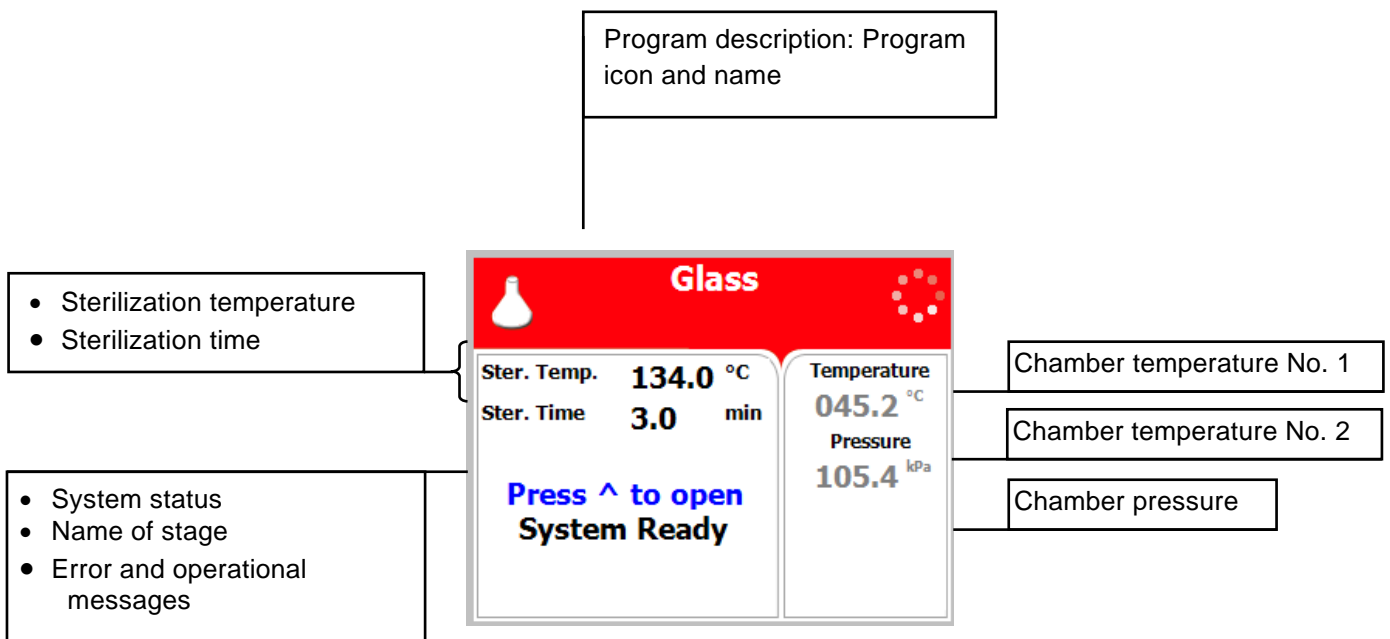 Program description: Program
icon and name
Glass
• Sterilization temperature
• Sterilization time
Ster. Temp. 134.0 °C
Ster. Time 3.0 min
Temperature
045.2 °C
Pressure
105.4 kPa
Chamber temperature No. 1
Chamber temperature No. 2
Chamber pressure
• System status
• Name of stage
• Error and operational
messages
Press ^ to open
System Ready